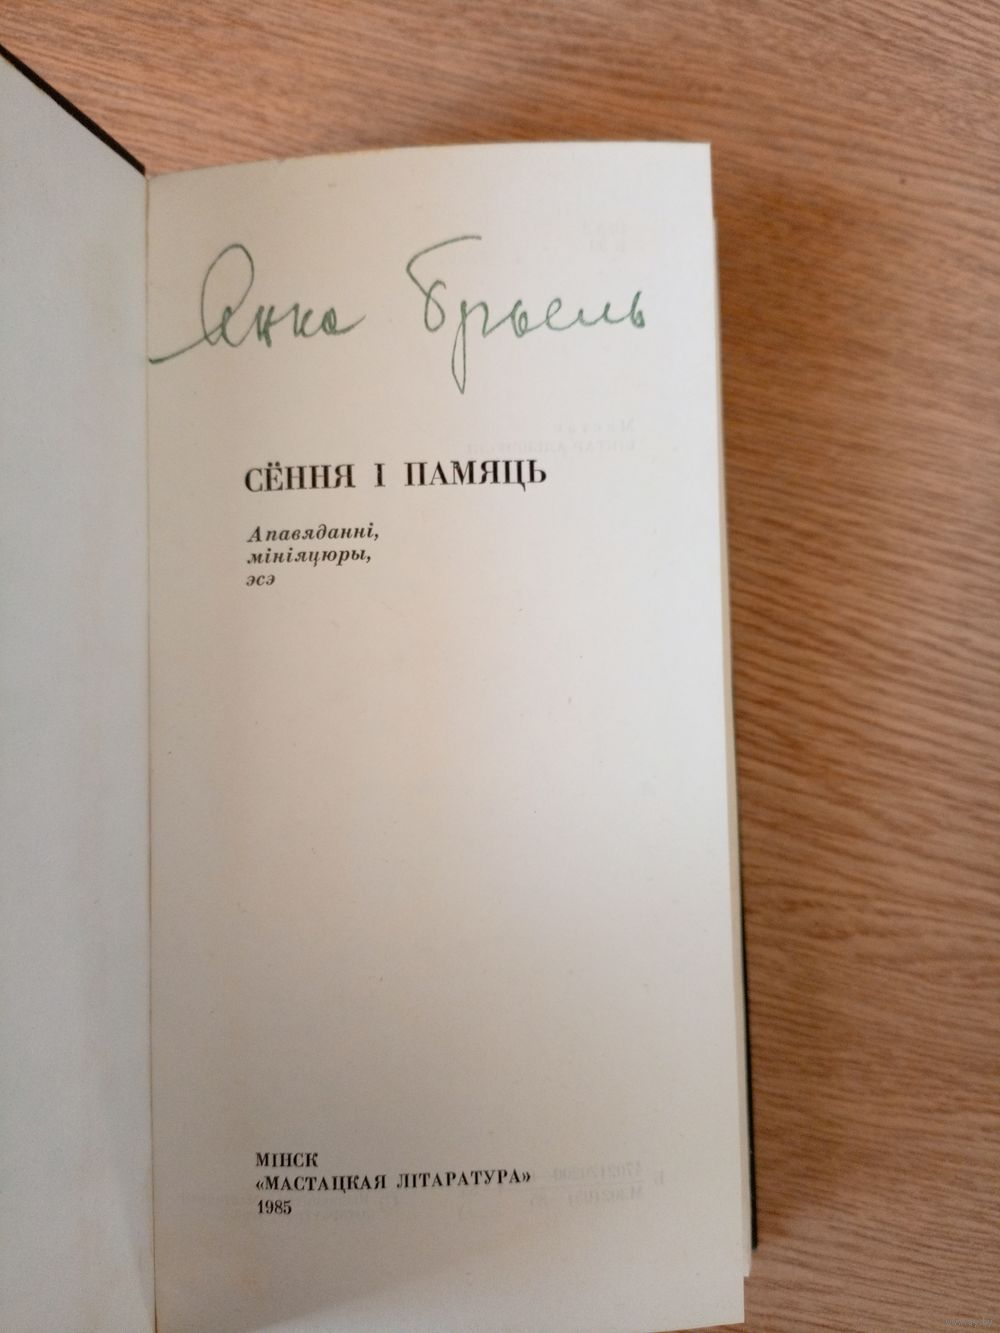 Янка Брыль
СЁННЯ І ПАМЯЦЬ
Апавяданні,
мініяцюры,
эсэ
МІНСК
«МАСТАЦКАЯ ЛІТАРАТУРА»
1985